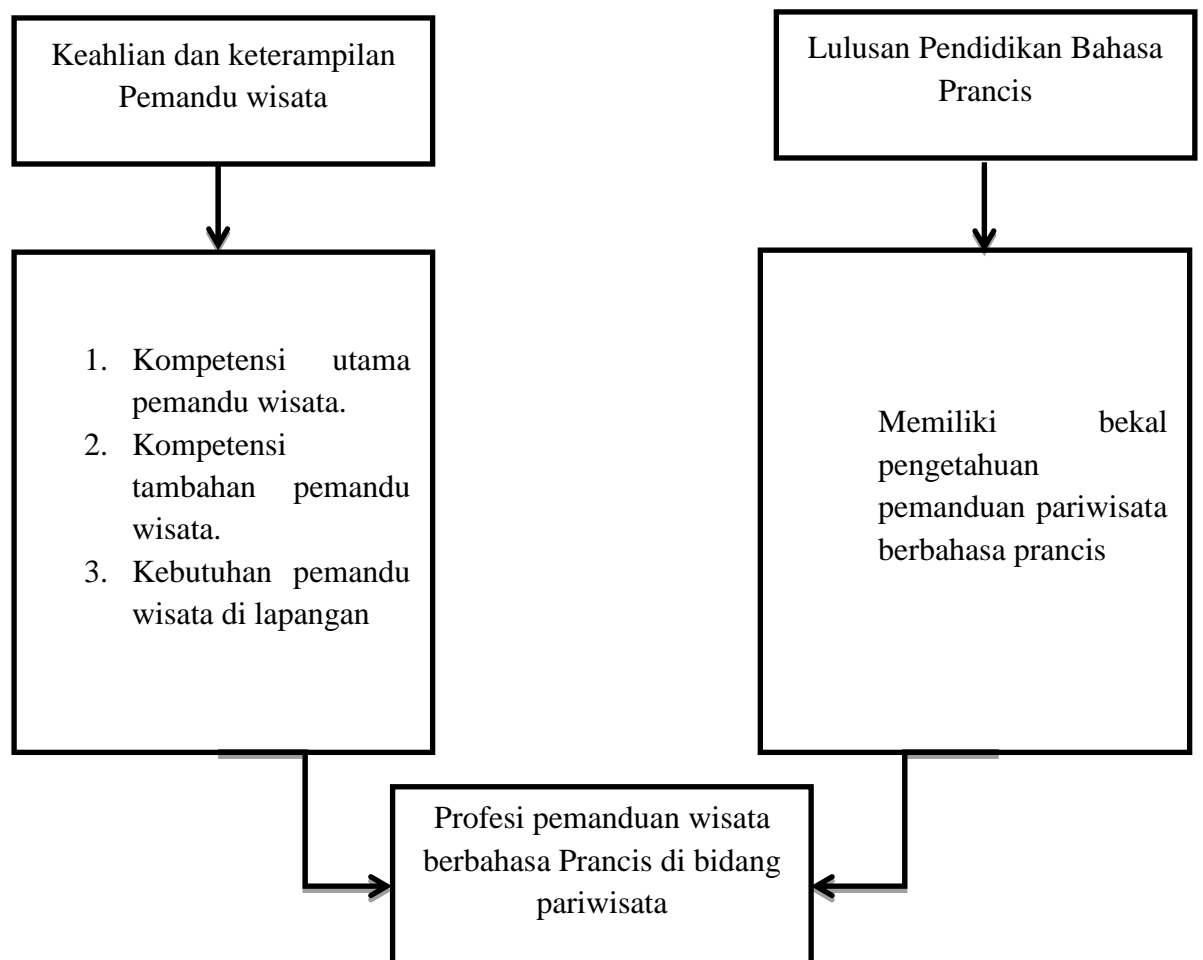 Keahlian dan keterampilan
Pemandu wisata
Lulusan Pendidikan Bahasa
Prancis
1. Kompetensi utama
pemandu wisata.
2. Kompetensi
tambahan pemandu
wisata.
3. Kebutuhan pemandu
wisata di lapangan
Memiliki bekal
pengetahuan
pemanduan pariwisata
berbahasa prancis
Profesi pemanduan wisata
berbahasa Prancis di bidang
pariwisata